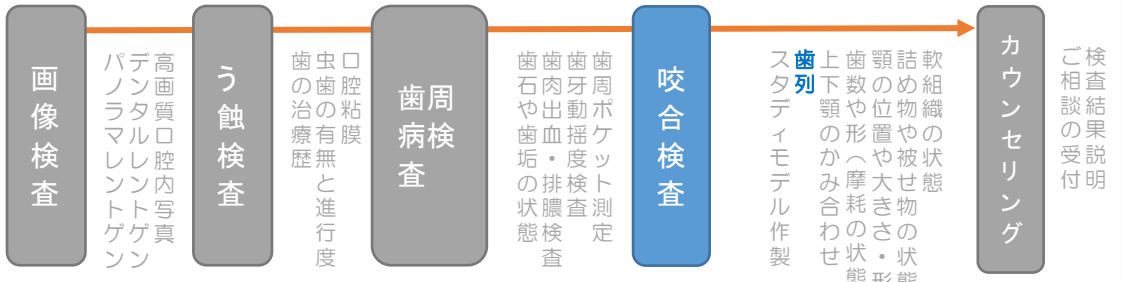 画像検査
高画質口腔内写真
デンタルレントゲン
パノラマレントゲン
う蝕検査
口腔粘膜
虫歯の有無と進行度
歯の治療歴
歯周
病検
査
歯周ポケット測定
歯牙動揺度検査
歯肉出血・排膿検査
歯石や歯垢の状態
咬合検査
軟組織の状態
詰め物や被せ物の状態
顎の位置や大きさ・形
歯数や形（摩耗の状態
上下顎のかみ合わせ
歯列
スタディモデル作製
カウンセリング
検査結果説明
ご相談の受付